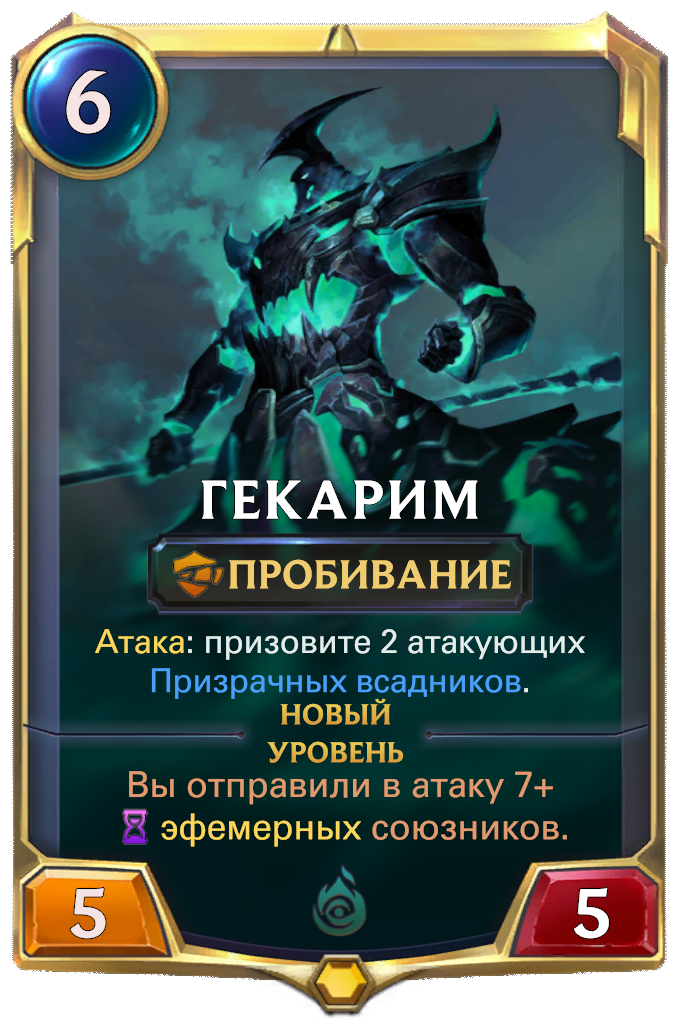 6
ГЕКАРИМ
ПРОБИВАНИЕ
Атака: призовите 2 атакующих
Призрачных всадников.
НОВЫЙ
УРОВЕНЬ
Вы отправили в атаку 7+
эфемерных союзников.
5 5